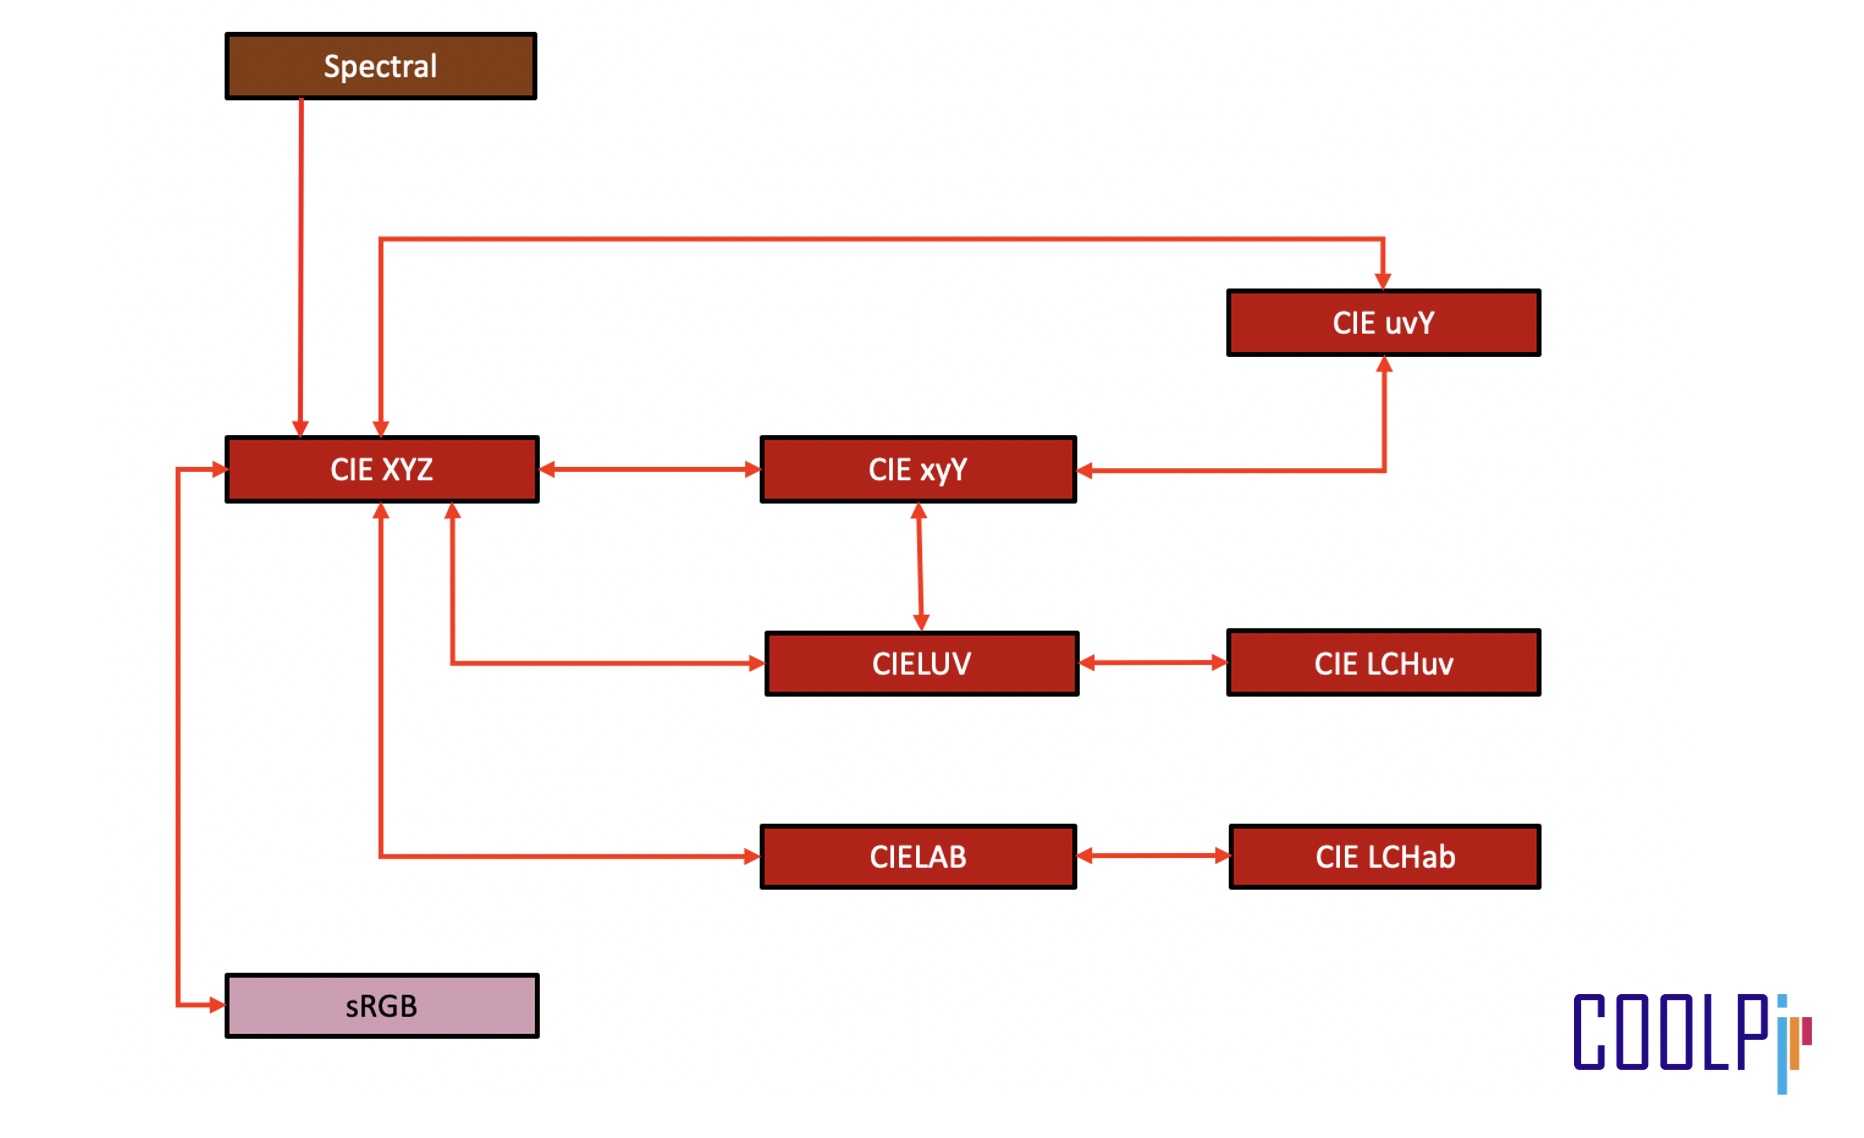 Spectral
CIE uvY
CIE XYZ
CIE xyY
CIELUV
CIE LCHuv
CIELAB
CIE LCHab
sRGB
COOLPi